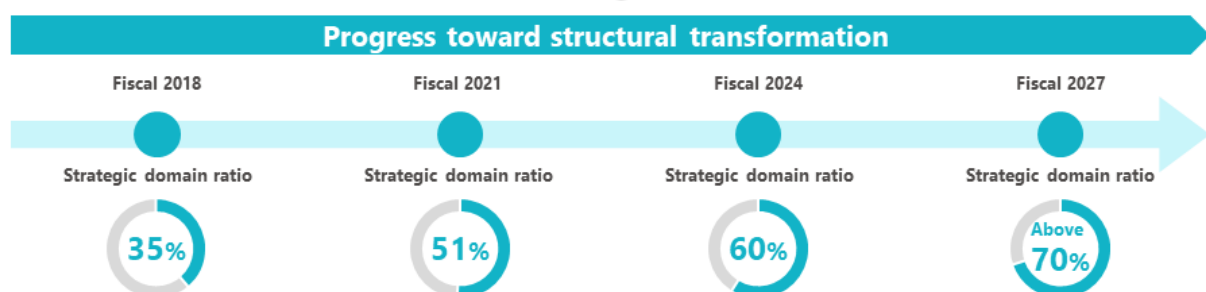 Progress toward structural transformation
Fiscal 2018
Fiscal 2021
Fiscal 2024
Fiscal 2027
Strategic domain ratio
Strategic domain ratio
Strategic domain ratio
Strategic domain ratio
35%
51%
60%
Above
70%